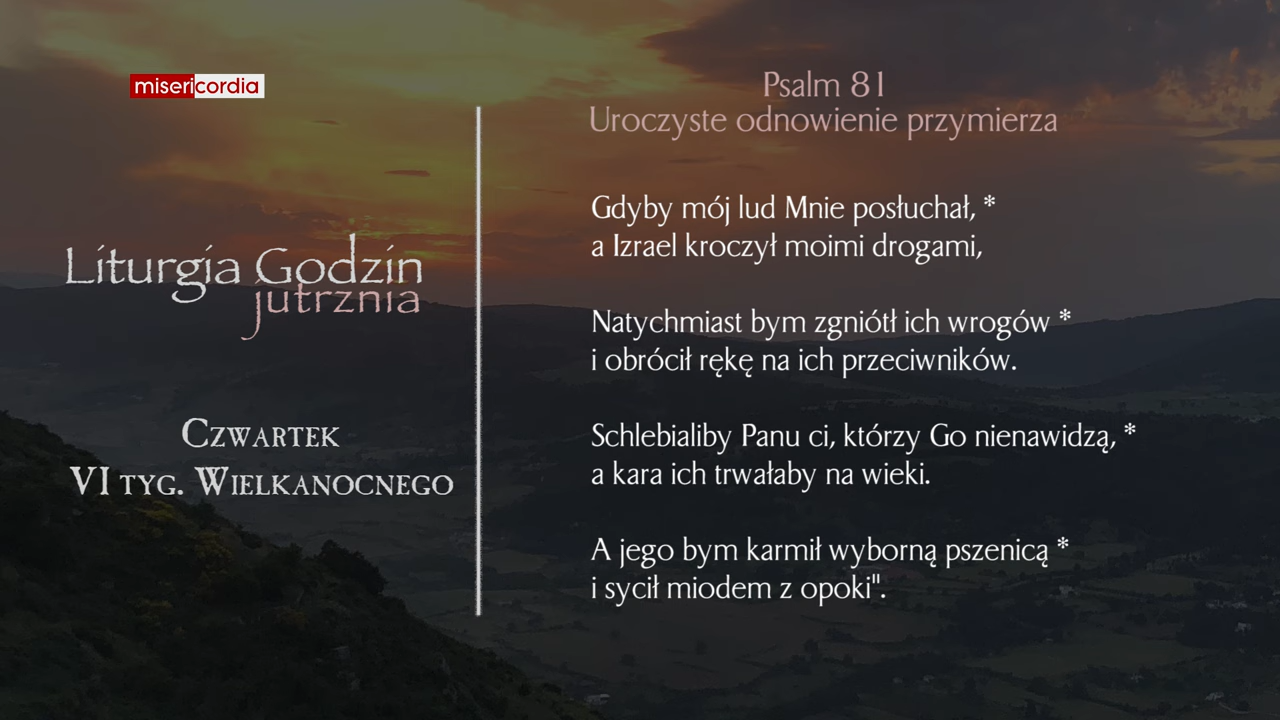 misericordia
Liturgia Godzin
jutrznia
Czwartek
VI tyg. Wielkanocnego
Psalm 81
Uroczyste odnowienie przymierza
Gdyby mój lud Mnie posłuchał, *
a Izrael kroczył moimi drogami,
Natychmiast bym zgniótł ich wrogów *
i obrócił rękę na ich przeciwników.
Schlebialiby Panu ci, którzy Go nienawidzą, *
a kara ich trwałaby na wieki.
A jego bym karmił wyborną pszenicą *
i sycił miodem z opoki".